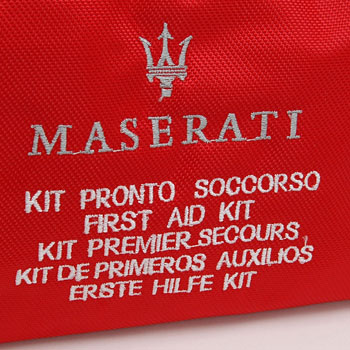 MASERATI
KIT PRONTO SOCCORSO
FIRST AID KIT
KIT PREMIER SECOURS
KIT DE PRIMEROS AUXILIOS
ERSTE HILFE KIT